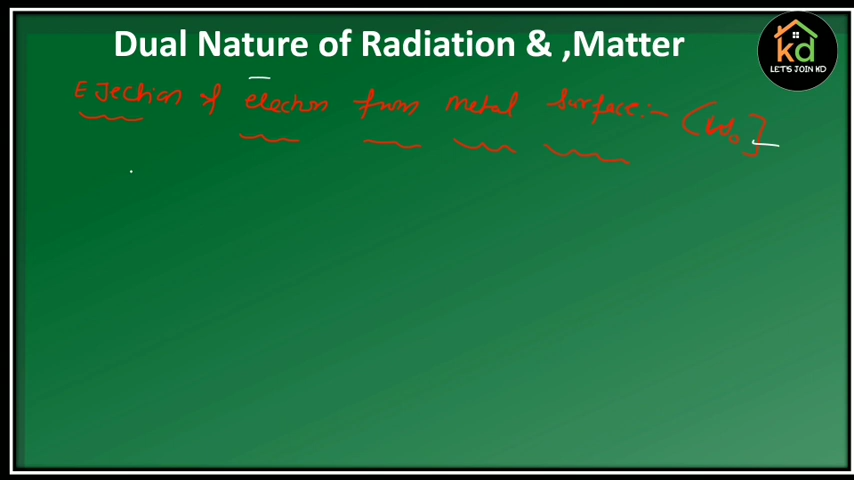 Dual Nature of Radiation & ,Matter
kd
LET'S JOIN KD
Ejection of electron from metal surface:- (W₀]